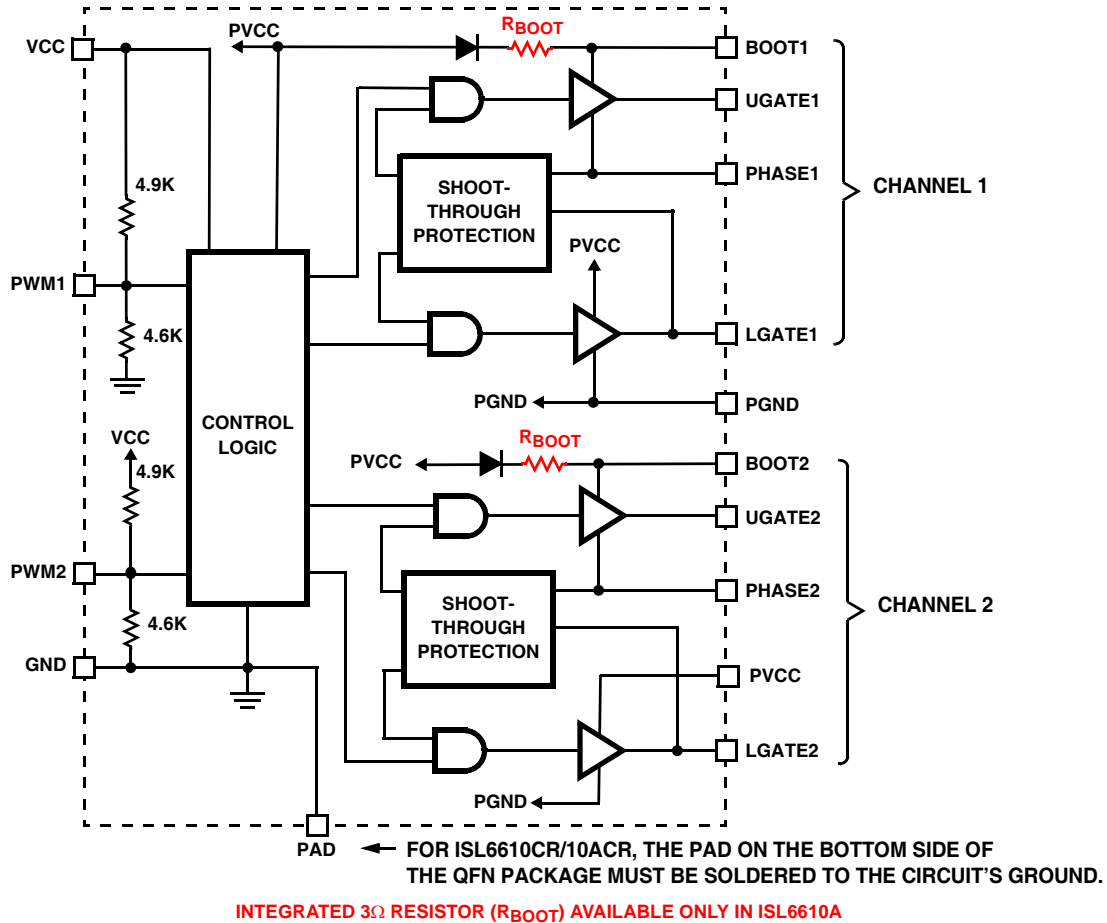 PVCC
R_BOOT
VCC
BOOT1
UGATE1
4.9K
SHOOT-
THROUGH
PROTECTION
PHASE1
CHANNEL 1
PVCC
PWM1
4.6K
LGATE1
PGND
PGND
CONTROL
LOGIC
VCC
4.9K
PVCC
R_BOOT
BOOT2
UGATE2
PWM2
SHOOT-
THROUGH
PROTECTION
PHASE2
CHANNEL 2
4.6K
GND
PVCC
LGATE2
PGND
PAD
FOR ISL6610CR/10ACR, THE PAD ON THE BOTTOM SIDE OF
THE QFN PACKAGE MUST BE SOLDERED TO THE CIRCUIT'S GROUND.
INTEGRATED 3Ω RESISTOR (R_BOOT) AVAILABLE ONLY IN ISL6610A